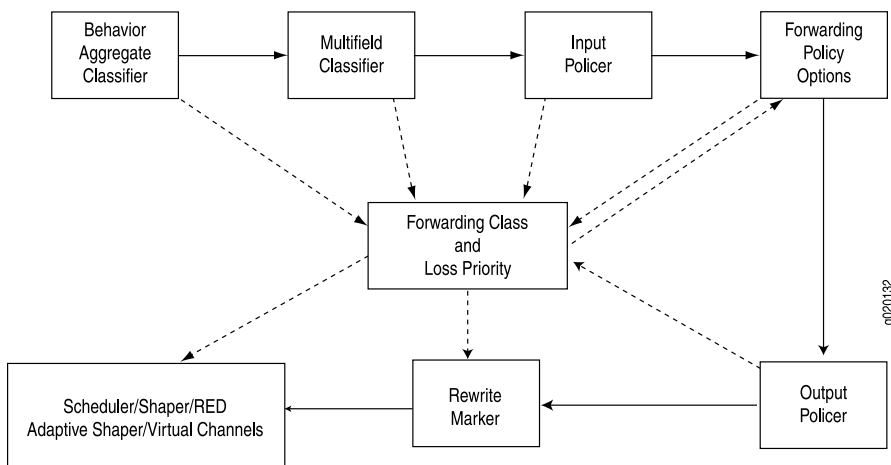 Behavior
Aggregate
Classifier
Multifield
Classifier
Input
Policer
Forwarding
Policy
Options
Forwarding Class
and
Loss Priority
g020132
Scheduler/Shaper/RED
Adaptive Shaper/Virtual Channels
Rewrite
Marker
Output
Policer